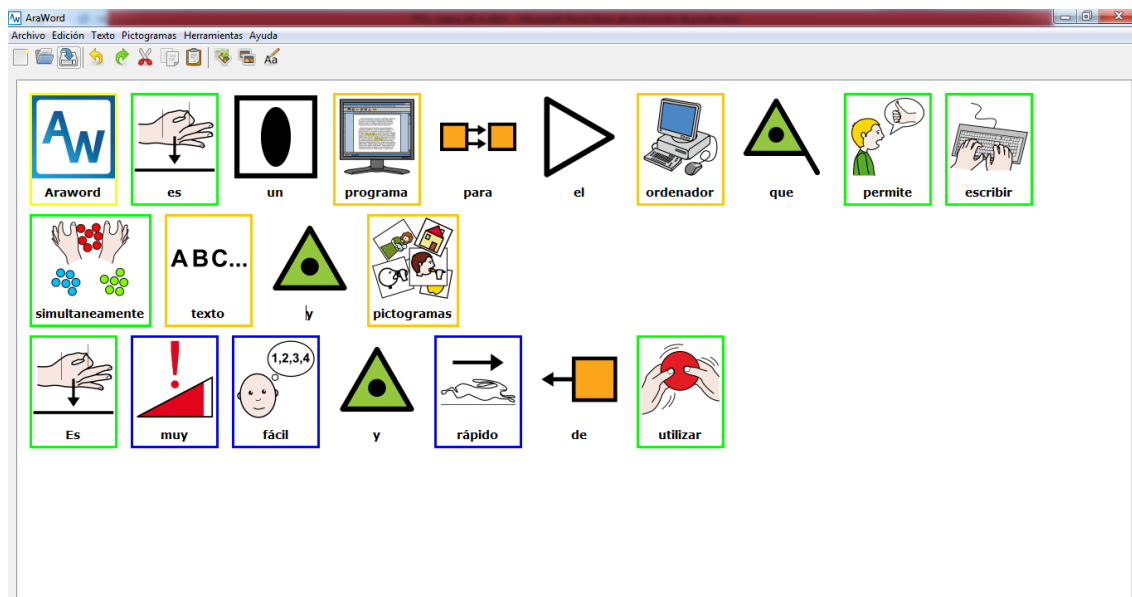 AraWord
Archivo Edición Texto Pictogramas Herramientas Ayuda
Araword es un programa para el ordenador que permite escribir
ABC...
simultaneamente texto y pictogramas
1,2,3,4
Es muy fácil y rápido de utilizar